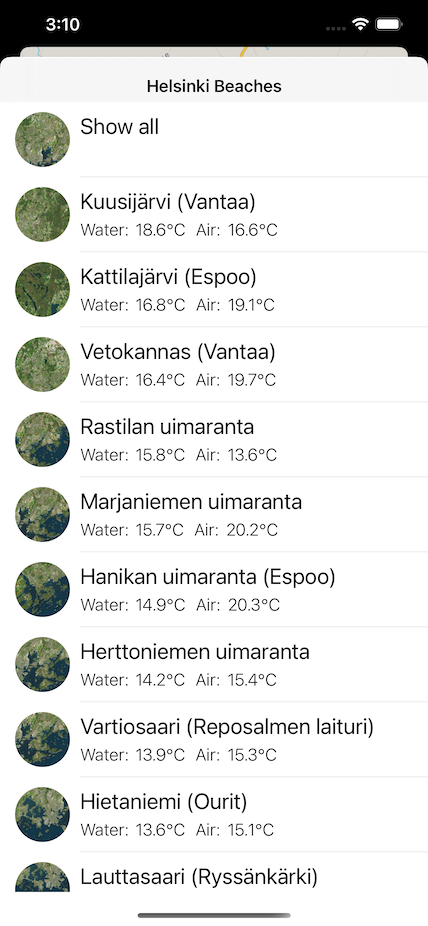 3:10
Helsinki Beaches
Show all
Kuusijärvi (Vantaa)
Water: 18.6°C Air: 16.6°C
Kattilajärvi (Espoo)
Water: 16.8°C Air: 19.1°C
Vetokannas (Vantaa)
Water: 16.4°C Air: 19.7°C
Rastilan uimaranta
Water: 15.8°C Air: 13.6°C
Marjaniemen uimaranta
Water: 15.7°C Air: 20.2°C
Hanikan uimaranta (Espoo)
Water: 14.9°C Air: 20.3°C
Herttoniemen uimaranta
Water: 14.2°C Air: 15.4°C
Vartiosaari (Reposalmen laituri)
Water: 13.9°C Air: 15.3°C
Hietaniemi (Ourit)
Water: 13.6°C Air: 15.1°C
Lauttasaari (Ryssänkärki)